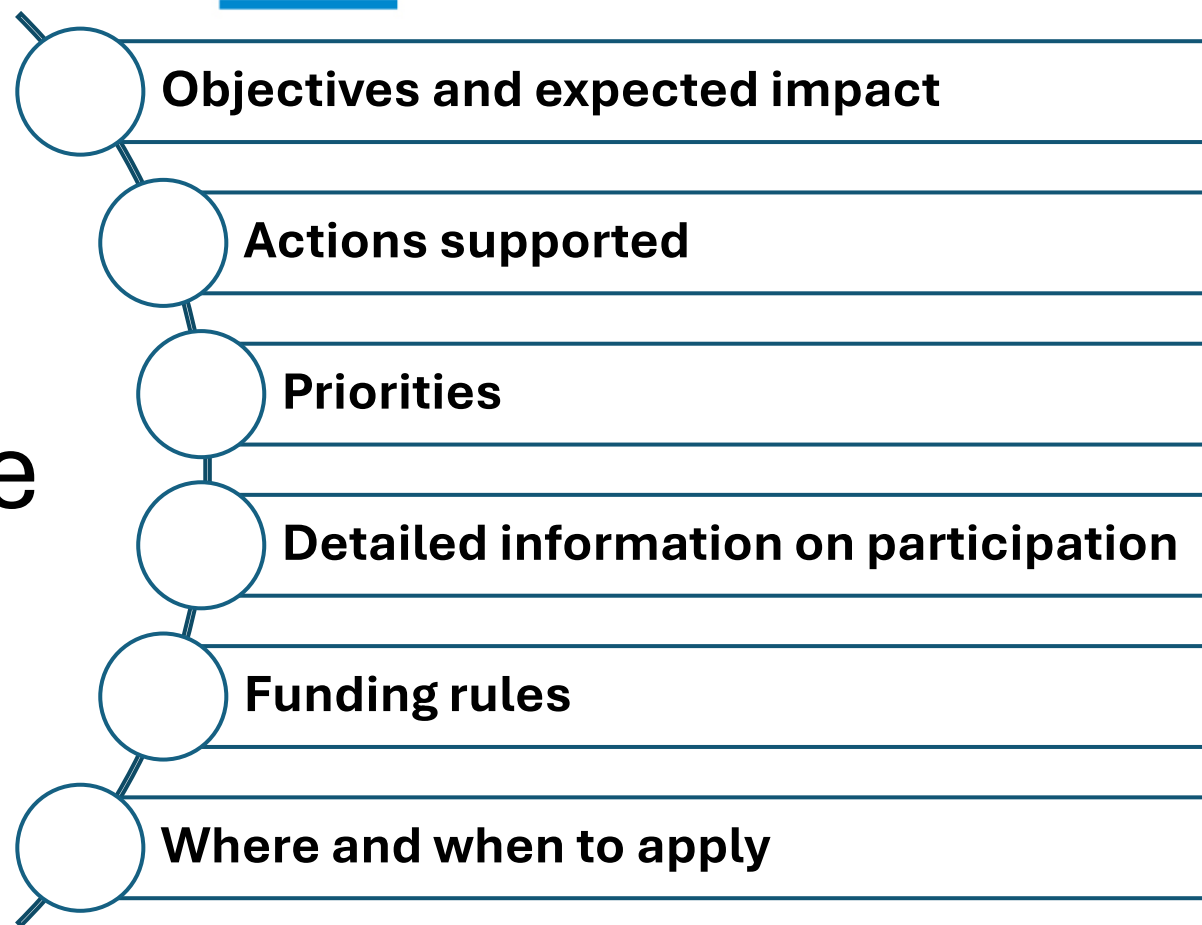 Objectives and expected impact
Actions supported
Priorities
e
Detailed information on participation
Funding rules
Where and when to apply